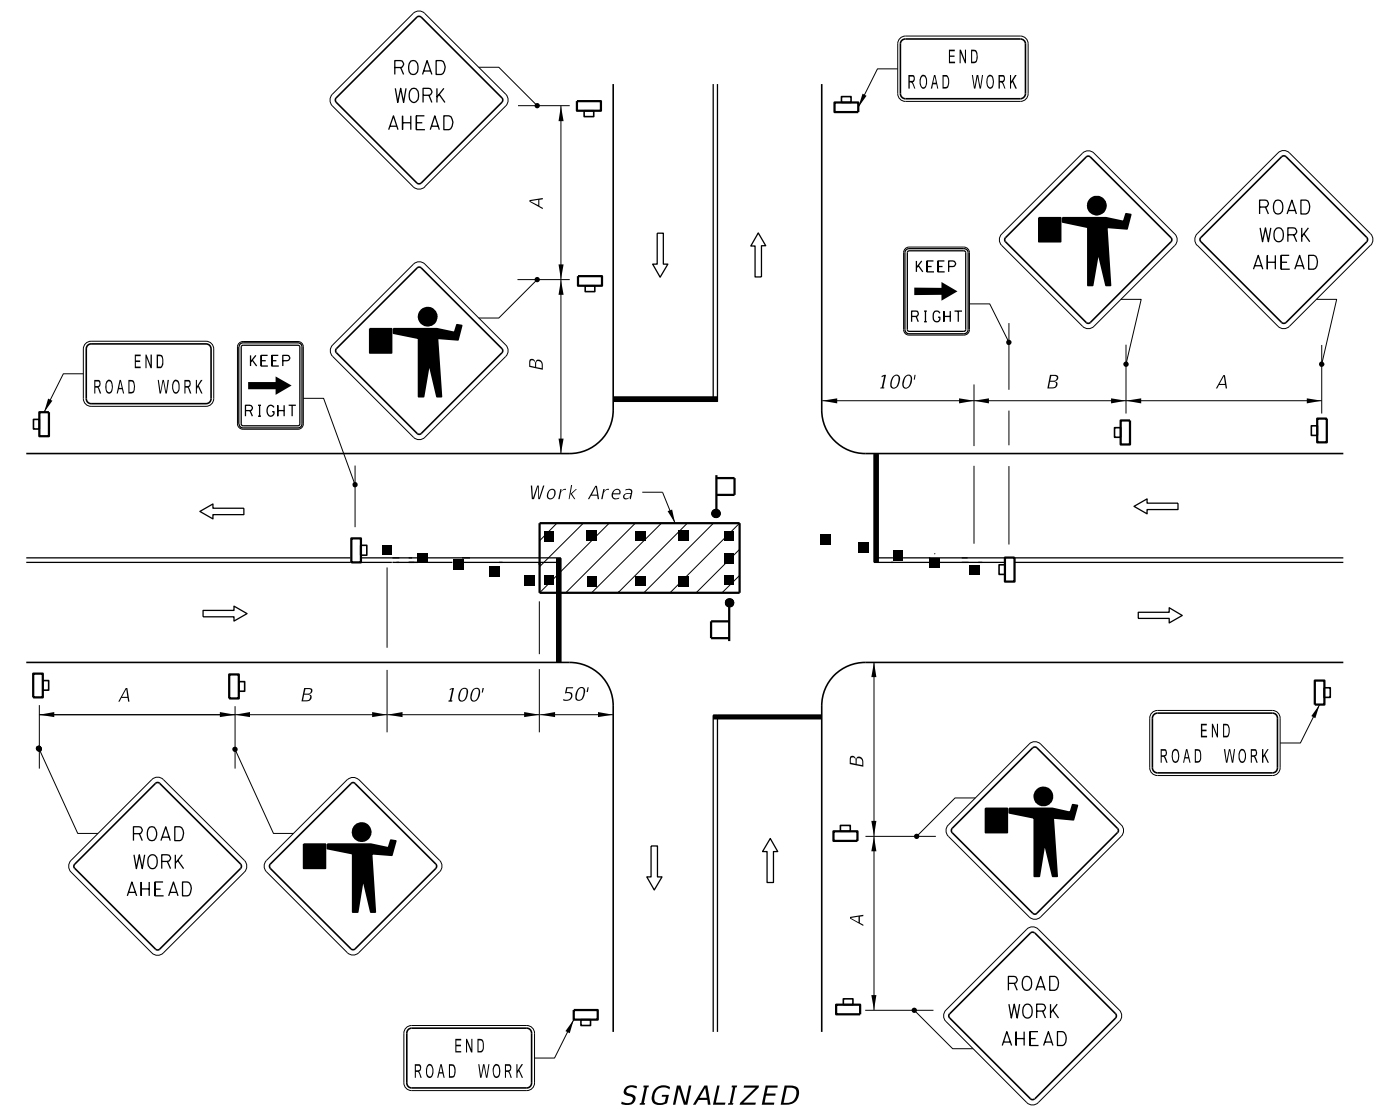 ROAD
WORK
AHEAD
END
ROAD WORK
A
KEEP
RIGHT
ROAD
WORK
AHEAD
END
ROAD WORK
KEEP
RIGHT
B
100'
B
A
Work Area
A
B
100'
50'
B
END
ROAD WORK
ROAD
WORK
AHEAD
A
ROAD
WORK
AHEAD
END
ROAD WORK
SIGNALIZED